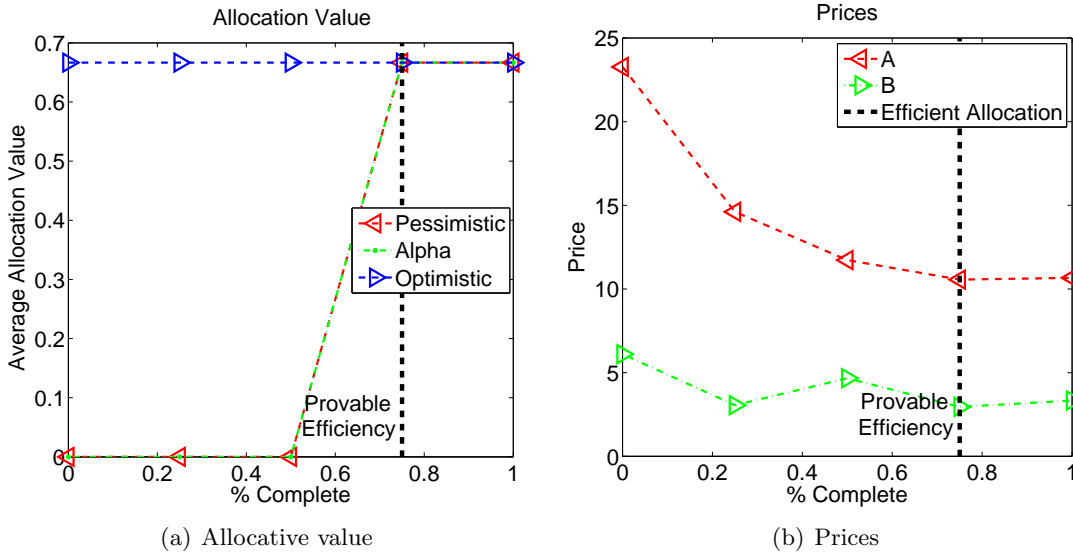 Allocation Value
0.7
0.6
0.5
0.4
0.3
0.2
0.1
0
Average Allocation Value
Pessimistic
Alpha
Optimistic
Provable
Efficiency
0 0.2 0.4 0.6 0.8 1
% Complete
(a) Allocative value
Prices
25
20
15
10
5
0
Price
A
B
Efficient Allocation
Provable
Efficiency
0 0.2 0.4 0.6 0.8 1
% Complete
(b) Prices